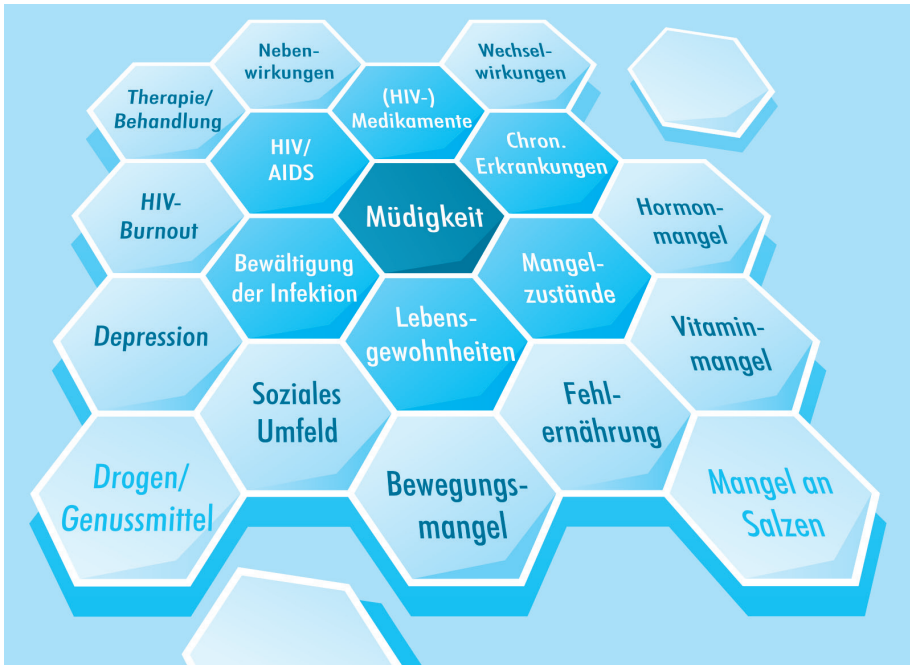 Neben-
wirkungen
Wechsel-
wirkungen
Therapie/
Behandlung
(HIV-)
Medikamente
HIV/
AIDS
Chron.
Erkrankungen
HIV-
Burnout
Müdigkeit
Hormon-
mangel
Bewältigung
der Infektion
Mangel-
zustände
Depression
Lebens-
gewohnheiten
Vitamin-
mangel
Soziales
Umfeld
Fehl-
ernährung
Drogen/
Genussmittel
Bewegungs-
mangel
Mangel an
Salzen